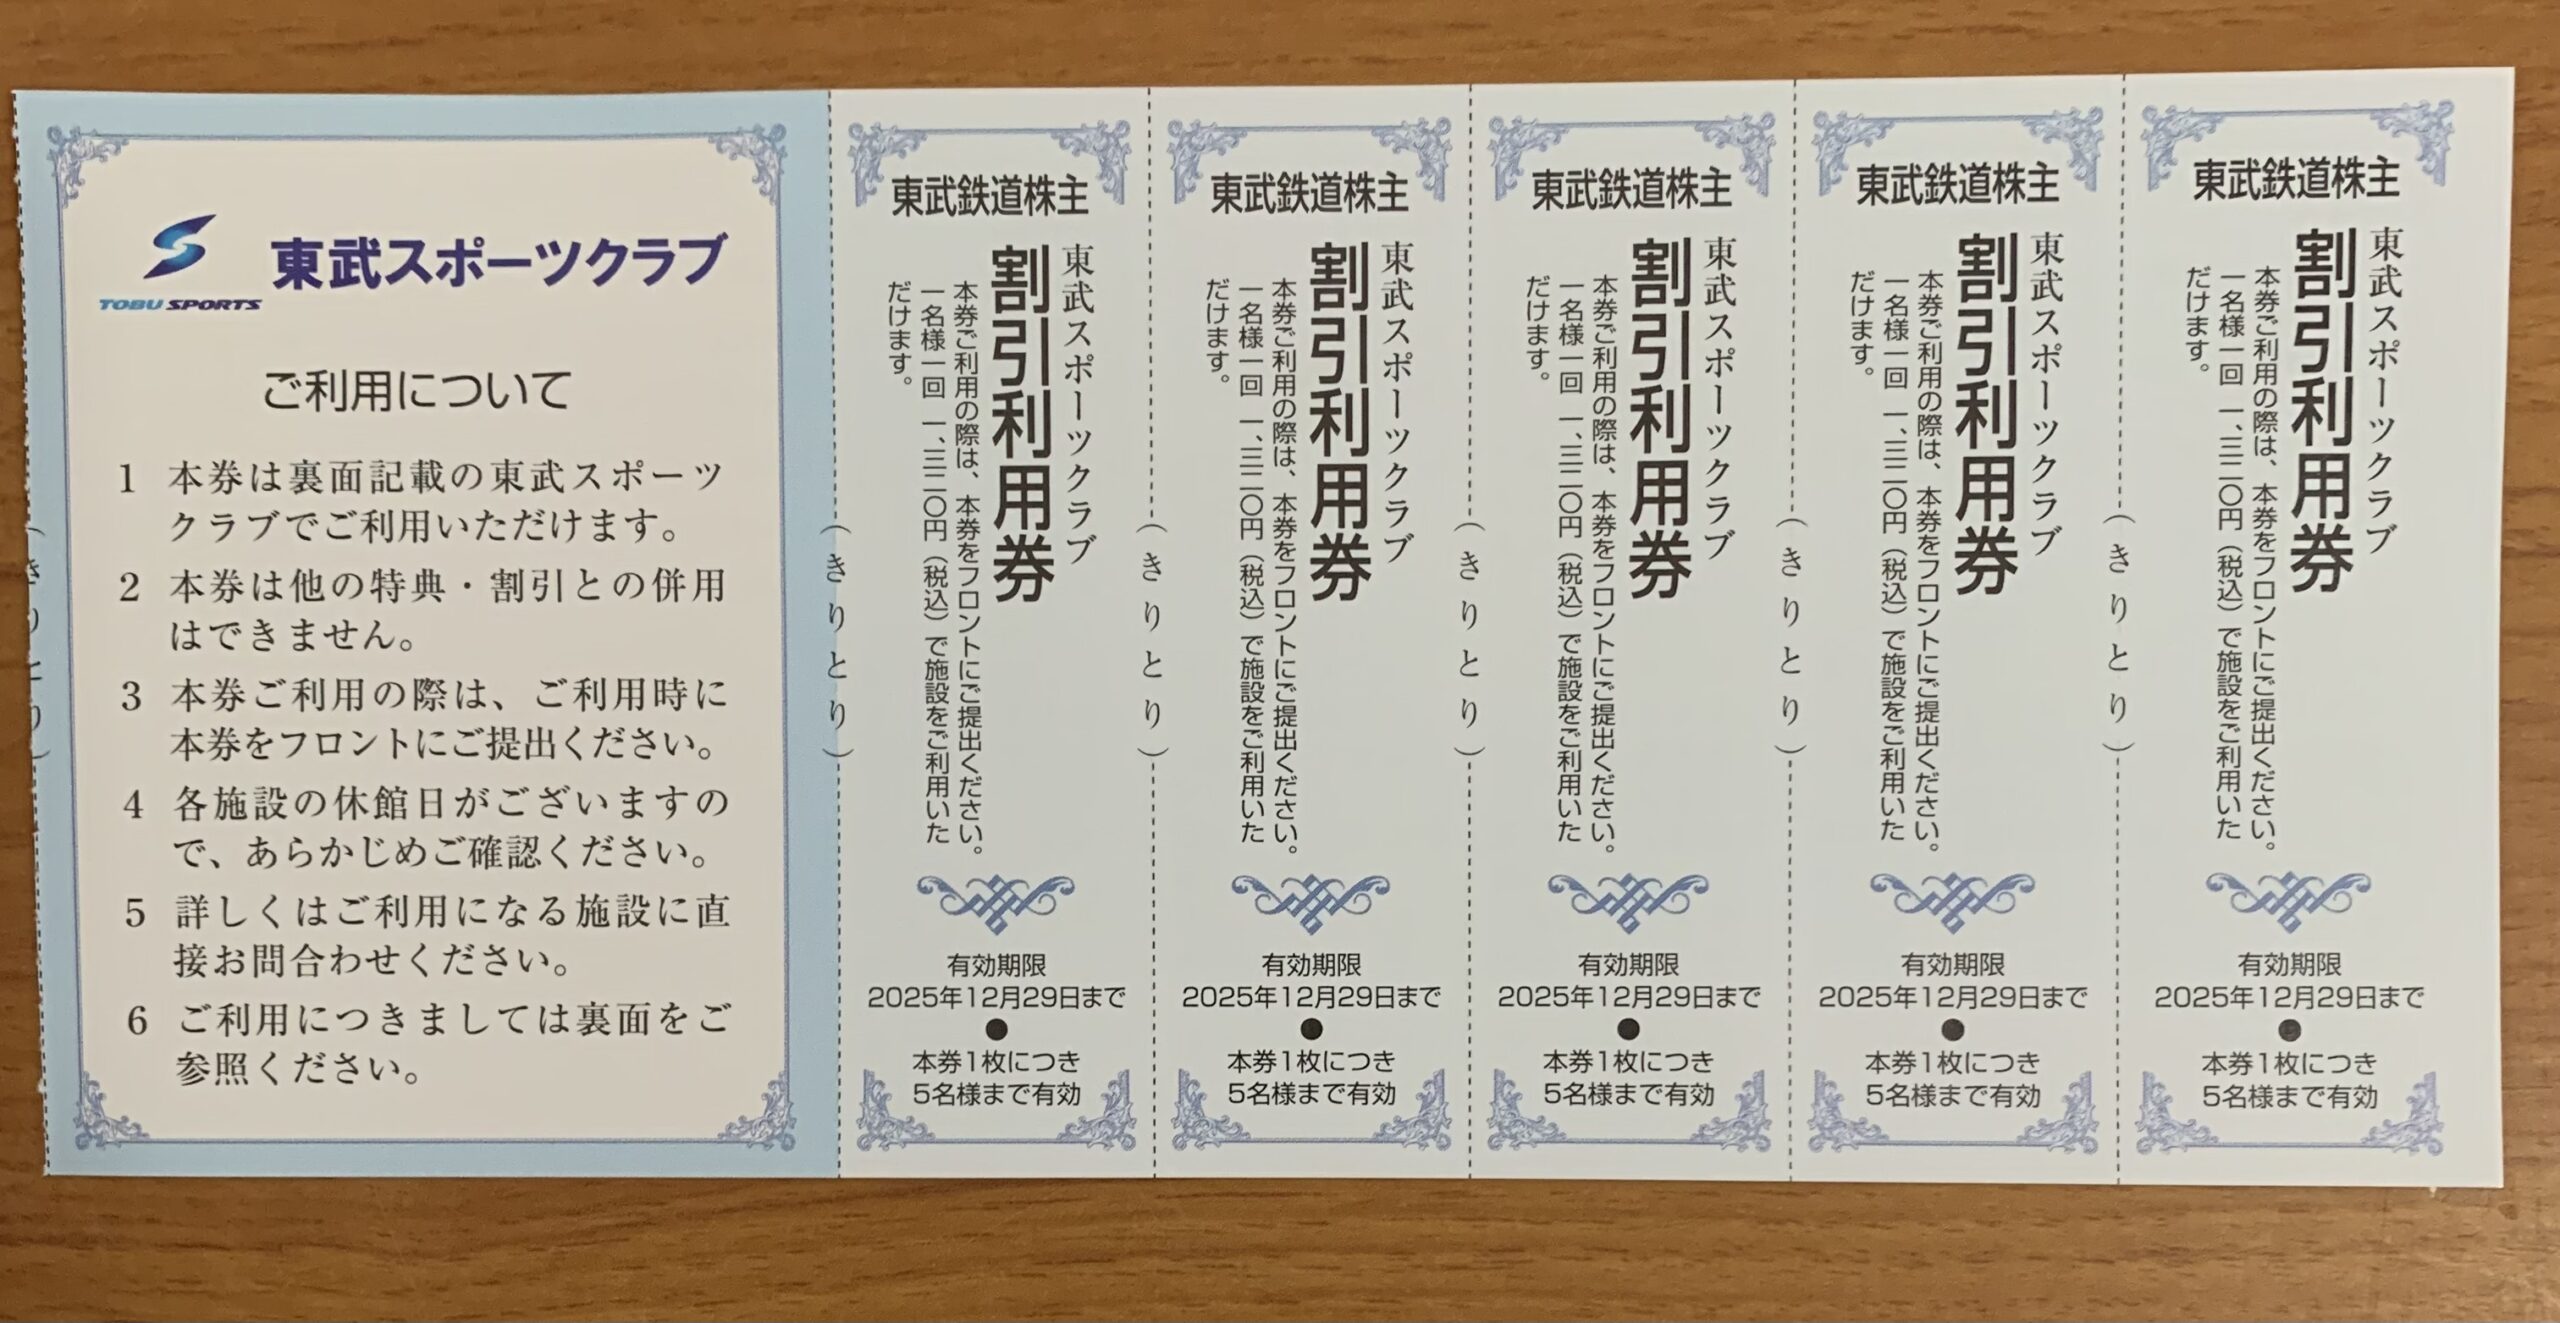 TOBU SPORTS
東武スポーツクラブ
ご利用について
1 本券は裏面記載の東武スポーツ
クラブでご利用いただけます。
2 本券は他の特典・割引との併用
はできません。
3 本券ご利用の際は、ご利用時に
本券をフロントにご提出ください。
4 各施設の休館日がございますの
で、あらかじめご確認ください。
5 詳しくはご利用になる施設に直
接お問合わせください。
6 ご利用につきましては裏面をご
参照ください。
(きりとり)
(きりとり)
東武鉄道株主
東武スポーツクラブ
割引利用券
本券ご利用の際は、本券をフロントにご提出ください。
一名様一回 一、三二〇円(税込)で施設をご利用いた
だけます。
有効期限
2025年12月29日まで
●
本券1枚につき
5名様まで有効
(きりとり)
東武鉄道株主
東武スポーツクラブ
割引利用券
本券ご利用の際は、本券をフロントにご提出ください。
一名様一回 一、三二〇円(税込)で施設をご利用いた
だけます。
有効期限
2025年12月29日まで
●
本券1枚につき
5名様まで有効
(きりとり)
東武鉄道株主
東武スポーツクラブ
割引利用券
本券ご利用の際は、本券をフロントにご提出ください。
一名様一回 一、三二〇円(税込)で施設をご利用いた
だけます。
有効期限
2025年12月29日まで
●
本券1枚につき
5名様まで有効
(きりとり)
東武鉄道株主
東武スポーツクラブ
割引利用券
本券ご利用の際は、本券をフロントにご提出ください。
一名様一回 一、三二〇円(税込)で施設をご利用いた
だけます。
有効期限
2025年12月29日まで
●
本券1枚につき
5名様まで有効
(きりとり)
東武鉄道株主
東武スポーツクラブ
割引利用券
本券ご利用の際は、本券をフロントにご提出ください。
一名様一回 一、三二〇円(税込)で施設をご利用いた
だけます。
有効期限
2025年12月29日まで
●
本券1枚につき
5名様まで有効